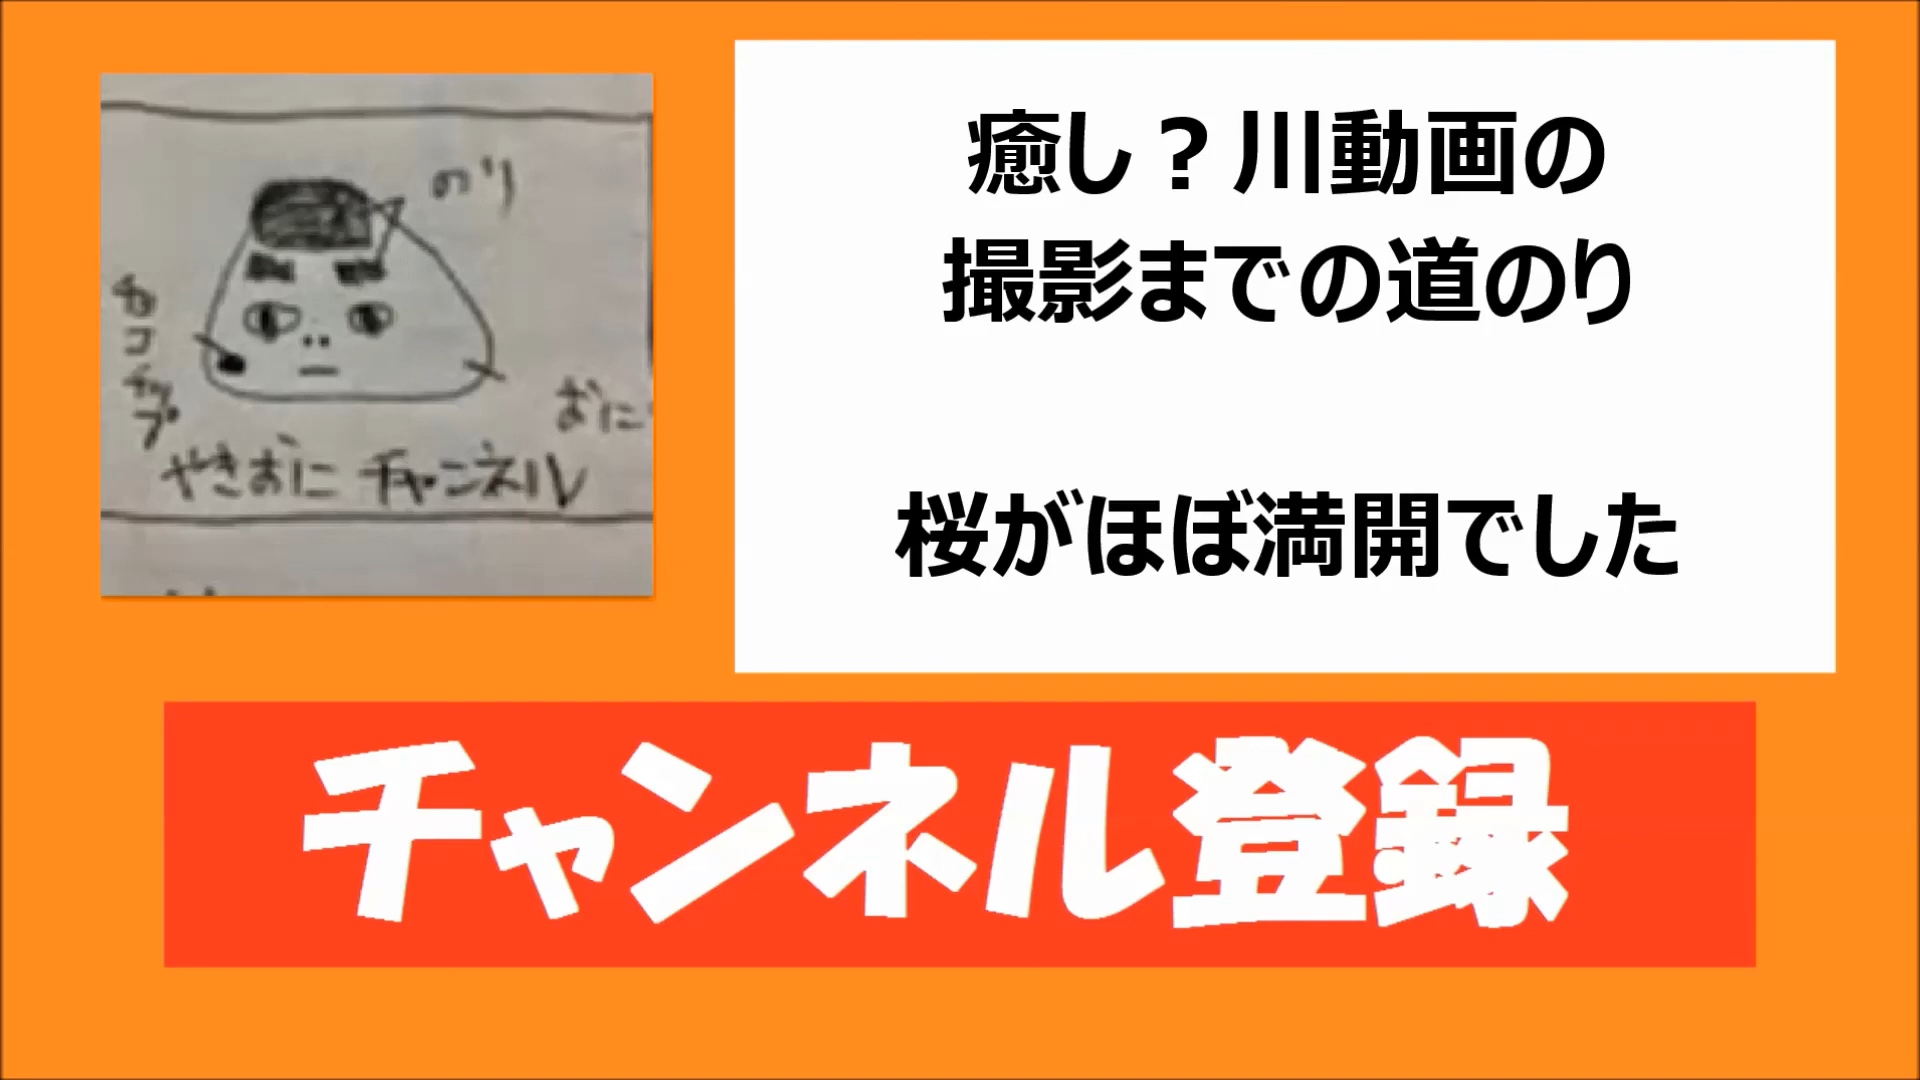 のり
チョコチップ
おに
やきおにチャンネル
癒し？川動画の
撮影までの道のり
桜がほぼ満開でした
チャンネル登録